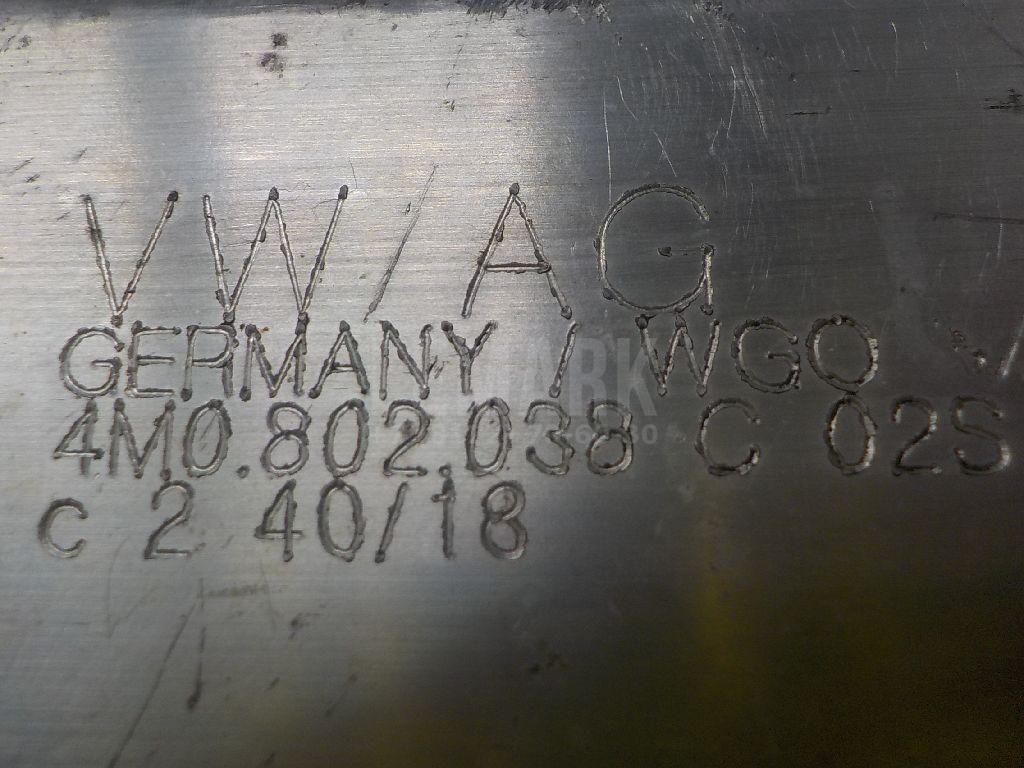 VW/AG
GERMANY / WGO
4M0.802.038 C 02S
C 2 40/18